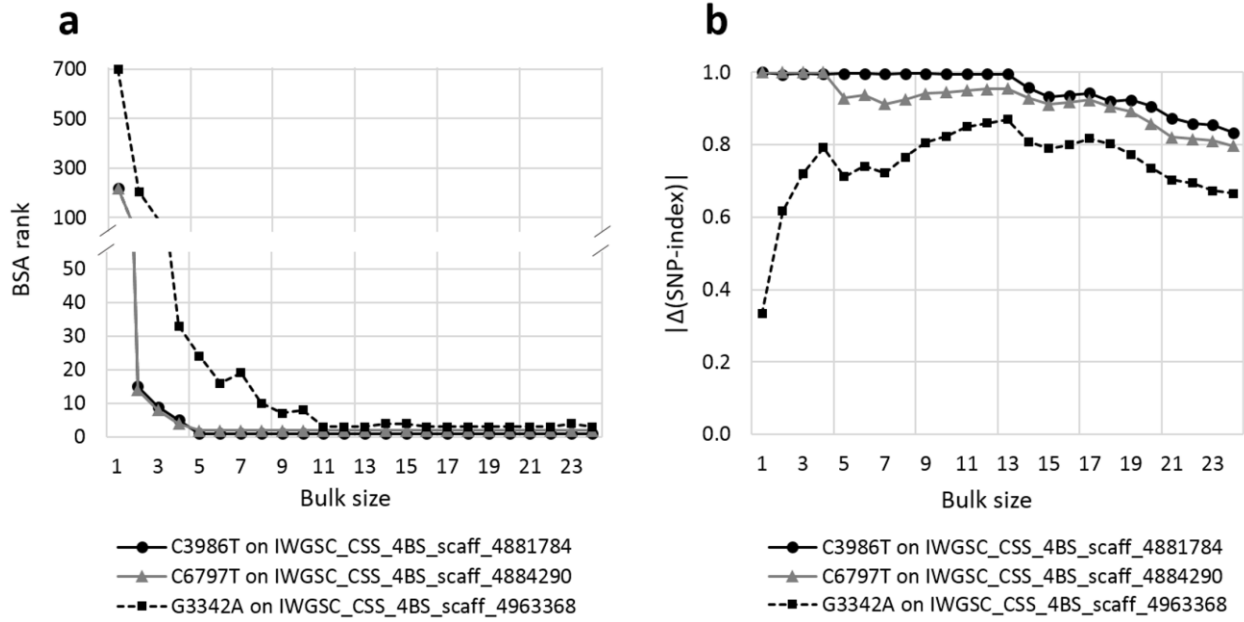 a
700
500
300
100
50
40
30
20
10
0
BSA rank
1 3 5 7 9 11 13 15 17 19 21 23
Bulk size
C3986T on IWGSC_CSS_4BS_scaff_4881784
C6797T on IWGSC_CSS_4BS_scaff_4884290
G3342A on IWGSC_CSS_4BS_scaff_4963368
b
1.0
0.8
0.6
0.4
0.2
0.0
|Δ(SNP-index)|
1 3 5 7 9 11 13 15 17 19 21 23
Bulk size
C3986T on IWGSC_CSS_4BS_scaff_4881784
C6797T on IWGSC_CSS_4BS_scaff_4884290
G3342A on IWGSC_CSS_4BS_scaff_4963368